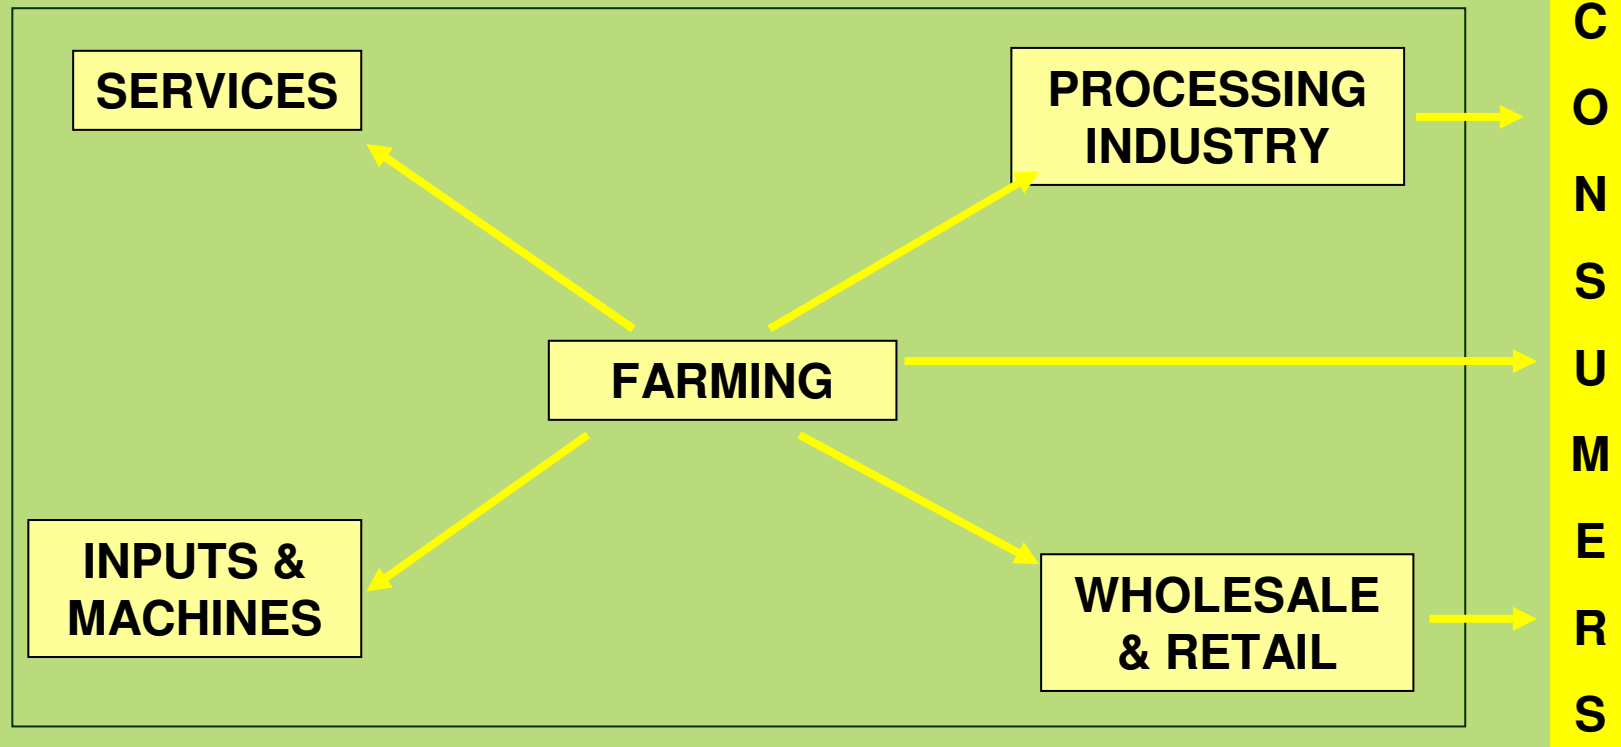 SERVICES
PROCESSING
INDUSTRY
FARMING
INPUTS &
MACHINES
WHOLESALE
& RETAIL
C
O
N
S
U
M
E
R
S